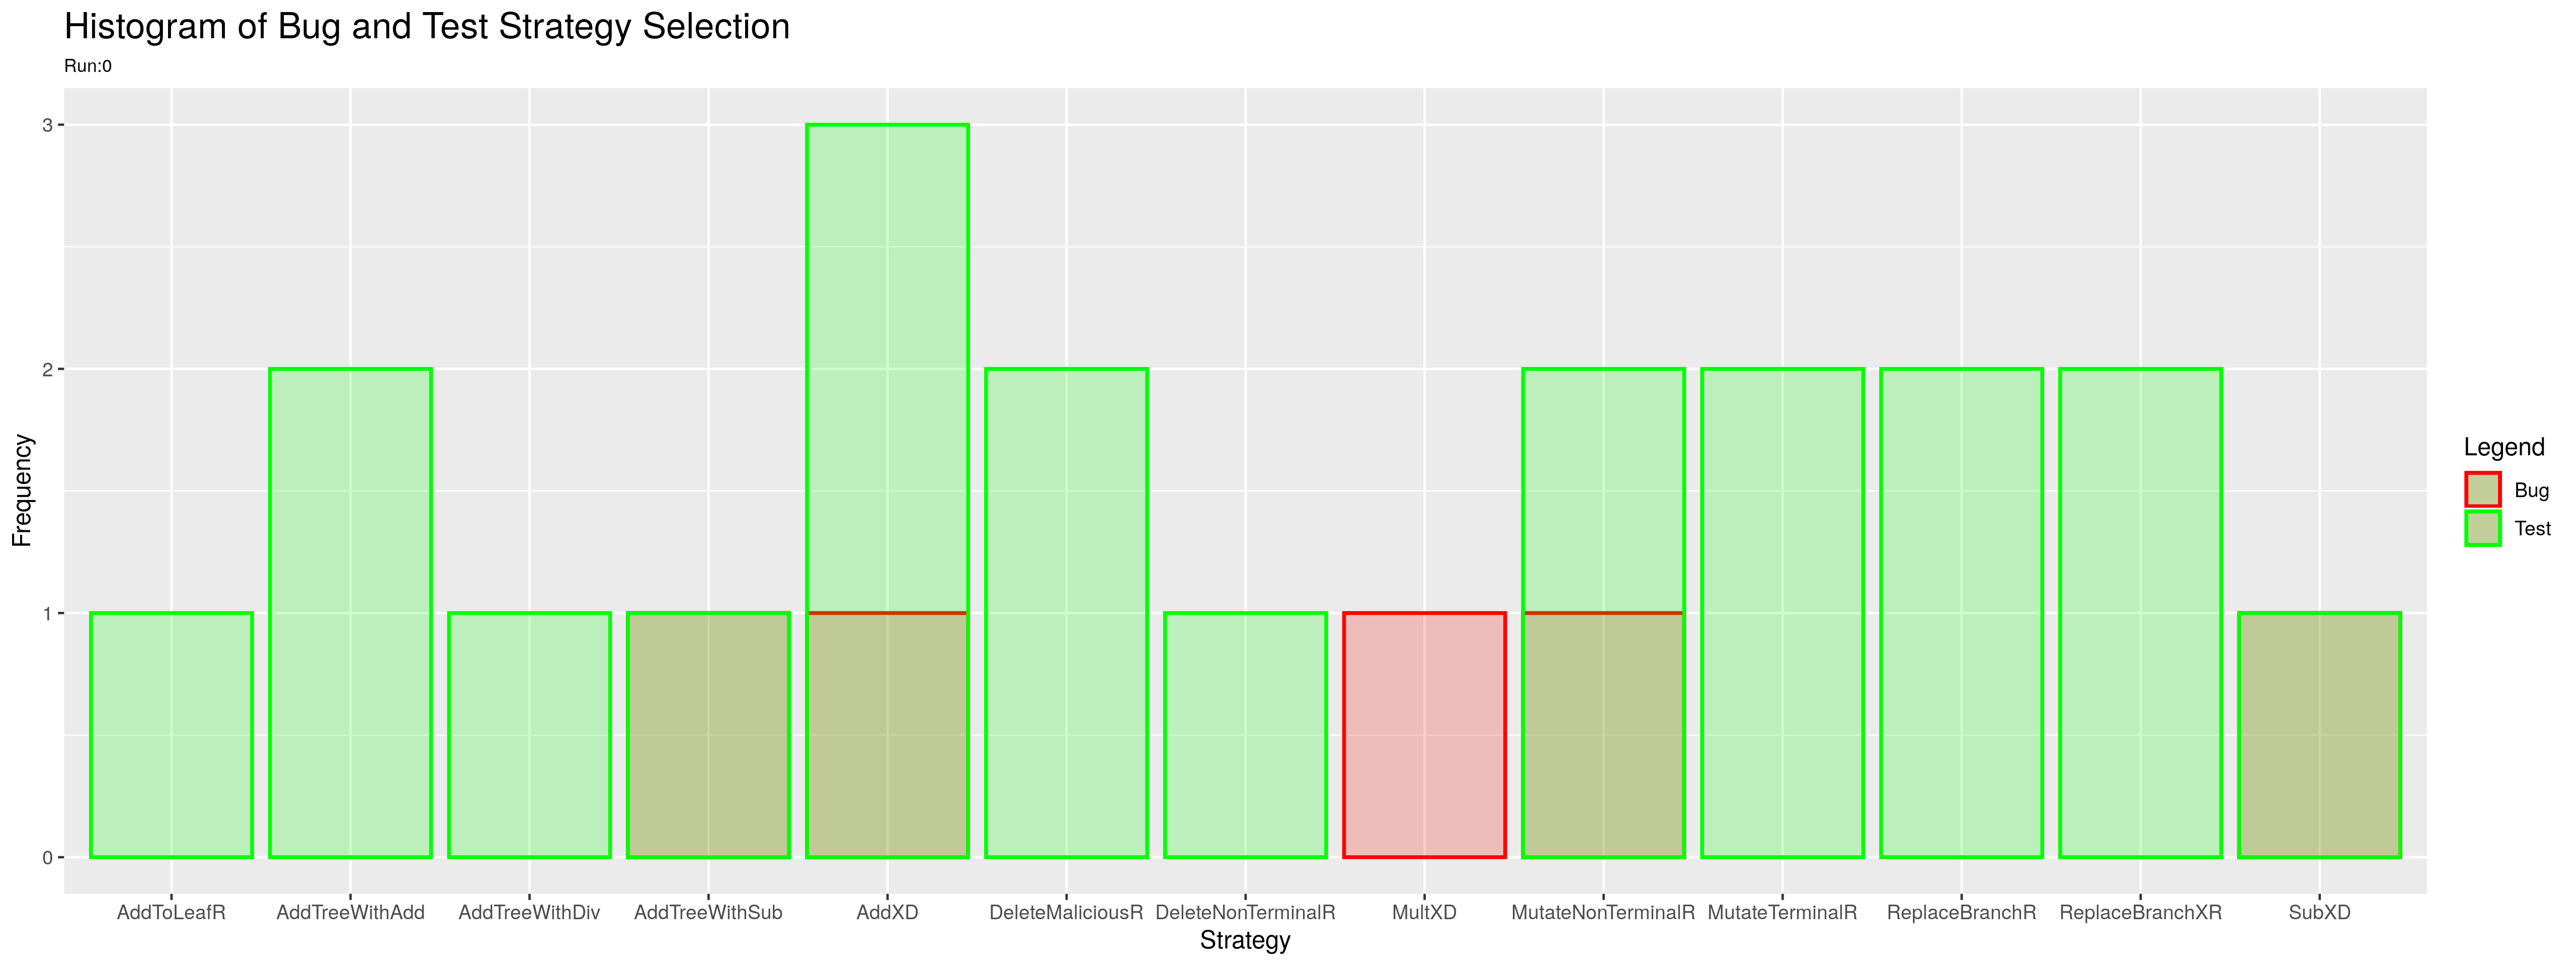 Histogram of Bug and Test Strategy Selection
Run:0
Frequency
3
2
1
0
AddToLeafR AddTreeWithAdd AddTreeWithDiv AddTreeWithSub AddXD DeleteMaliciousR DeleteNonTerminalR MultXD MutateNonTerminalR MutateTerminalR ReplaceBranchR ReplaceBranchXR SubXD
Strategy
Legend
Bug
Test